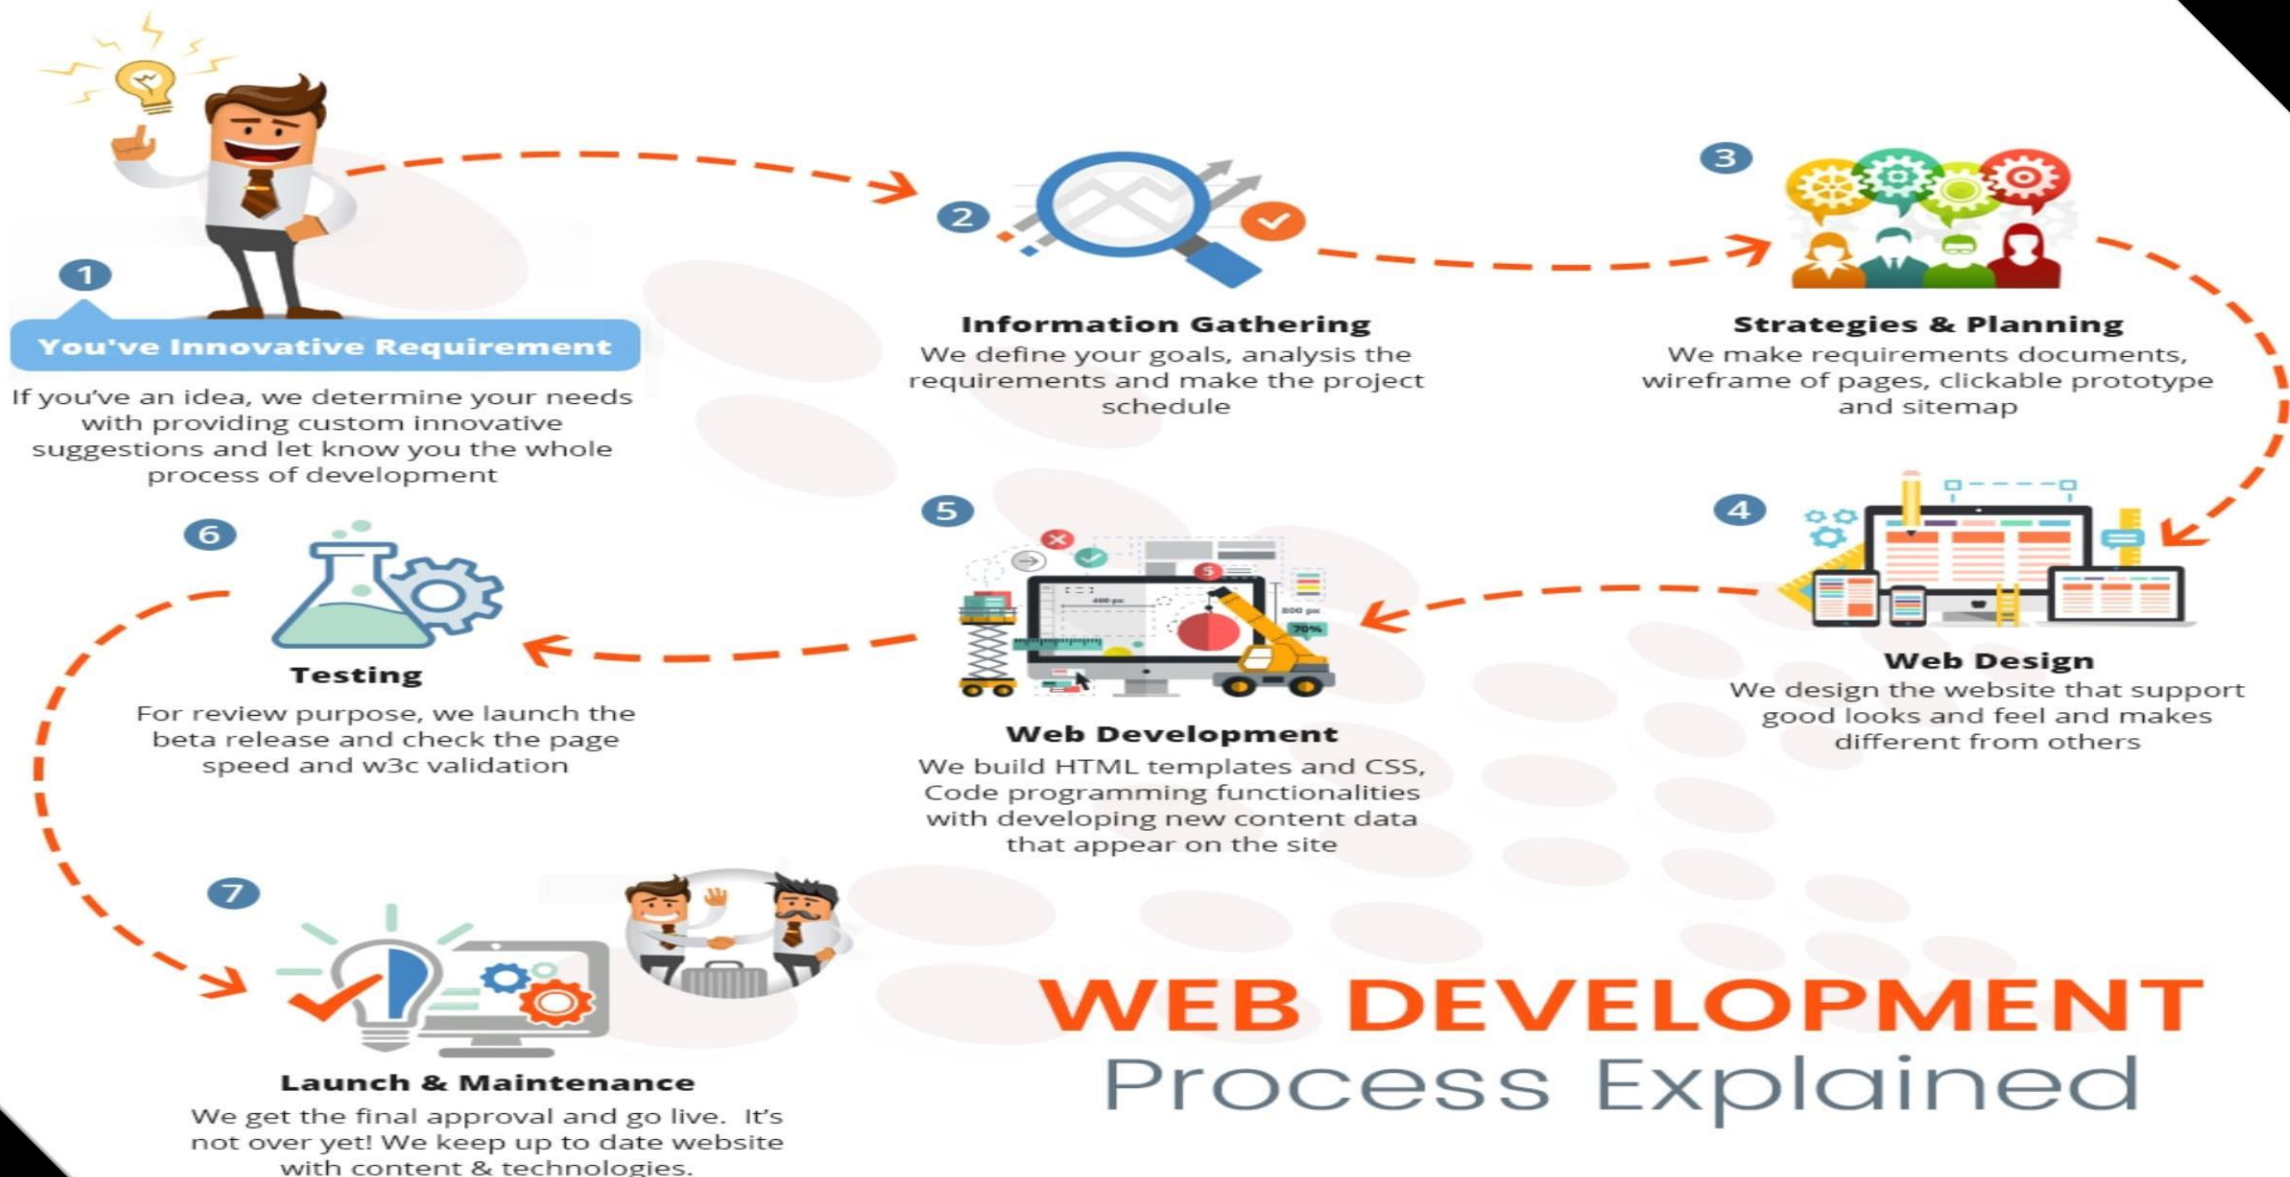 1
You've Innovative Requirement
If you've an idea, we determine your needs
with providing custom innovative
suggestions and let know you the whole
process of development
2
Information Gathering
We define your goals, analysis the
requirements and make the project
schedule
3
Strategies & Planning
We make requirements documents,
wireframe of pages, clickable prototype
and sitemap
4
Web Design
We design the website that support
good looks and feel and makes
different from others
5
$
400 px
800 px
70%
Web Development
We build HTML templates and CSS,
Code programming functionalities
with developing new content data
that appear on the site
6
Testing
For review purpose, we launch the
beta release and check the page
speed and w3c validation
7
Launch & Maintenance
We get the final approval and go live. It's
not over yet! We keep up to date website
with content & technologies.
WEB DEVELOPMENT
Process Explained